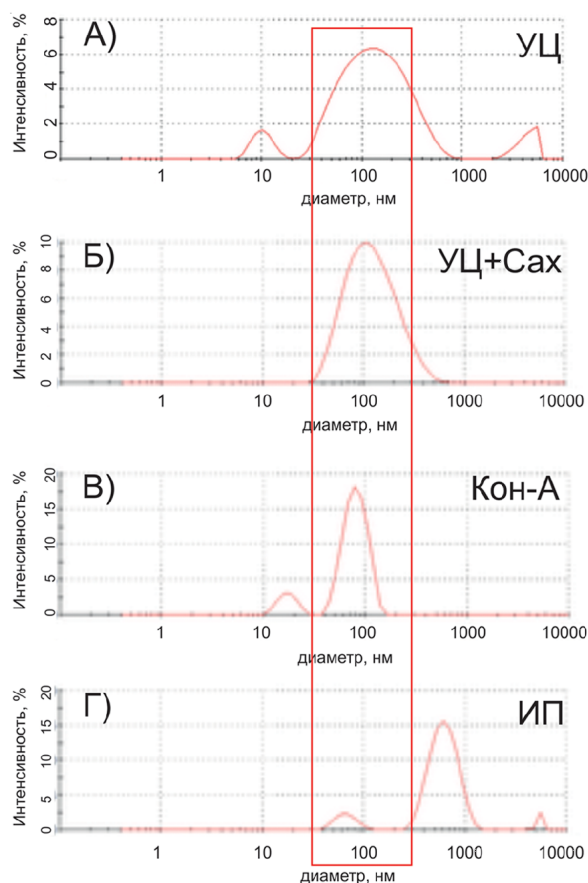 А)
УЦ
Интенсивность, %
8
6
4
2
0
1
10
100
1000
10000
диаметр, нм
Б)
УЦ+Сах
Интенсивность, %
10
8
6
4
2
0
1
10
100
1000
10000
диаметр, нм
В)
Кон-А
Интенсивность, %
20
15
10
5
0
1
10
100
1000
10000
диаметр, нм
Г)
ИП
Интенсивность, %
20
15
10
5
0
1
10
100
1000
10000
диаметр, нм